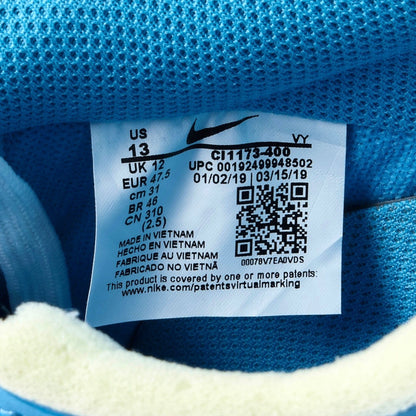 US
13
VY
CI1173-400
UK 12
UPC 00192499948502
EUR 47.5
01/02/19 | 03/15/19
cm 31
BR 46
CN 310
(2.5)
MADE IN VIETNAM
HECHO EN VIETNAM
FABRIQUE AU VIETNAM
FABRICADO NO VIETNÃ
00078V7EA0VDS
This product is covered by one or more patents:
www.nike.com/patentsvirtualmarking